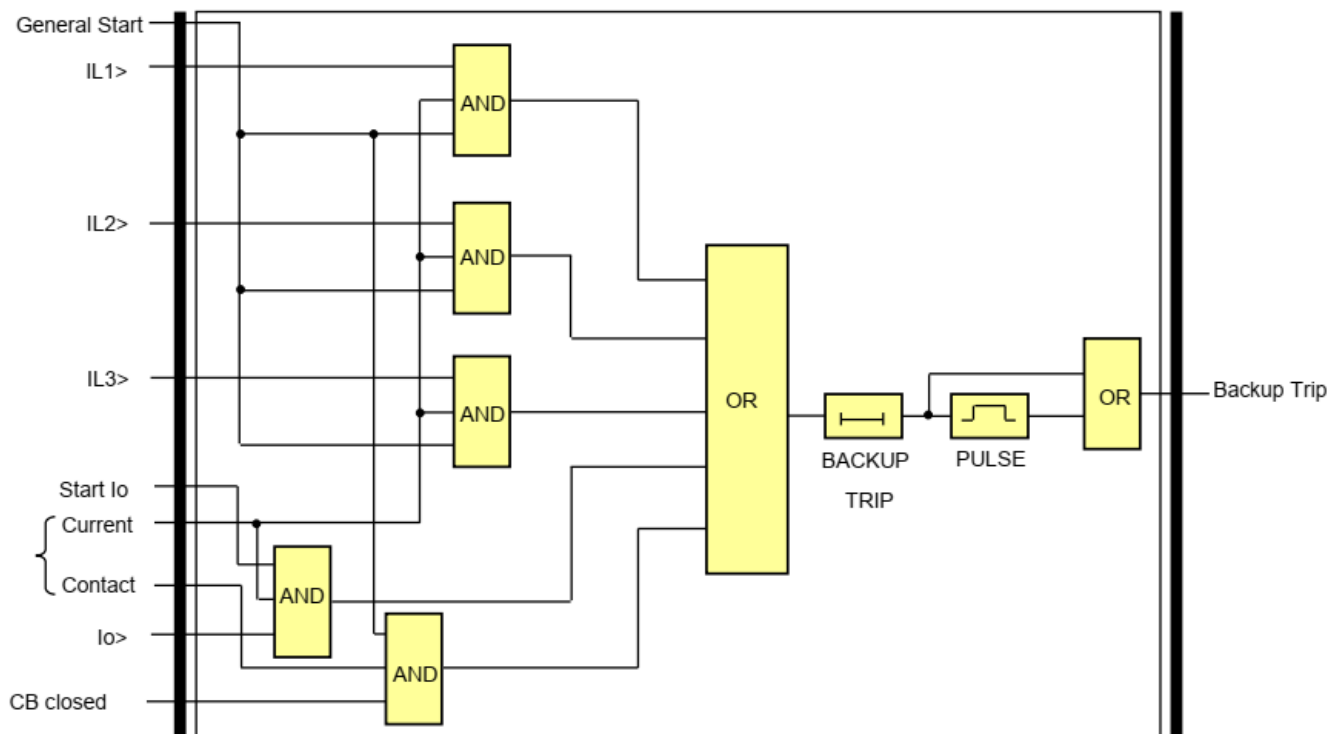 General Start
IL1>
AND
IL2>
AND
IL3>
AND
OR
OR
Backup Trip
BACKUP
TRIP
PULSE
Start Io
Current
Contact
AND
Io>
AND
CB closed